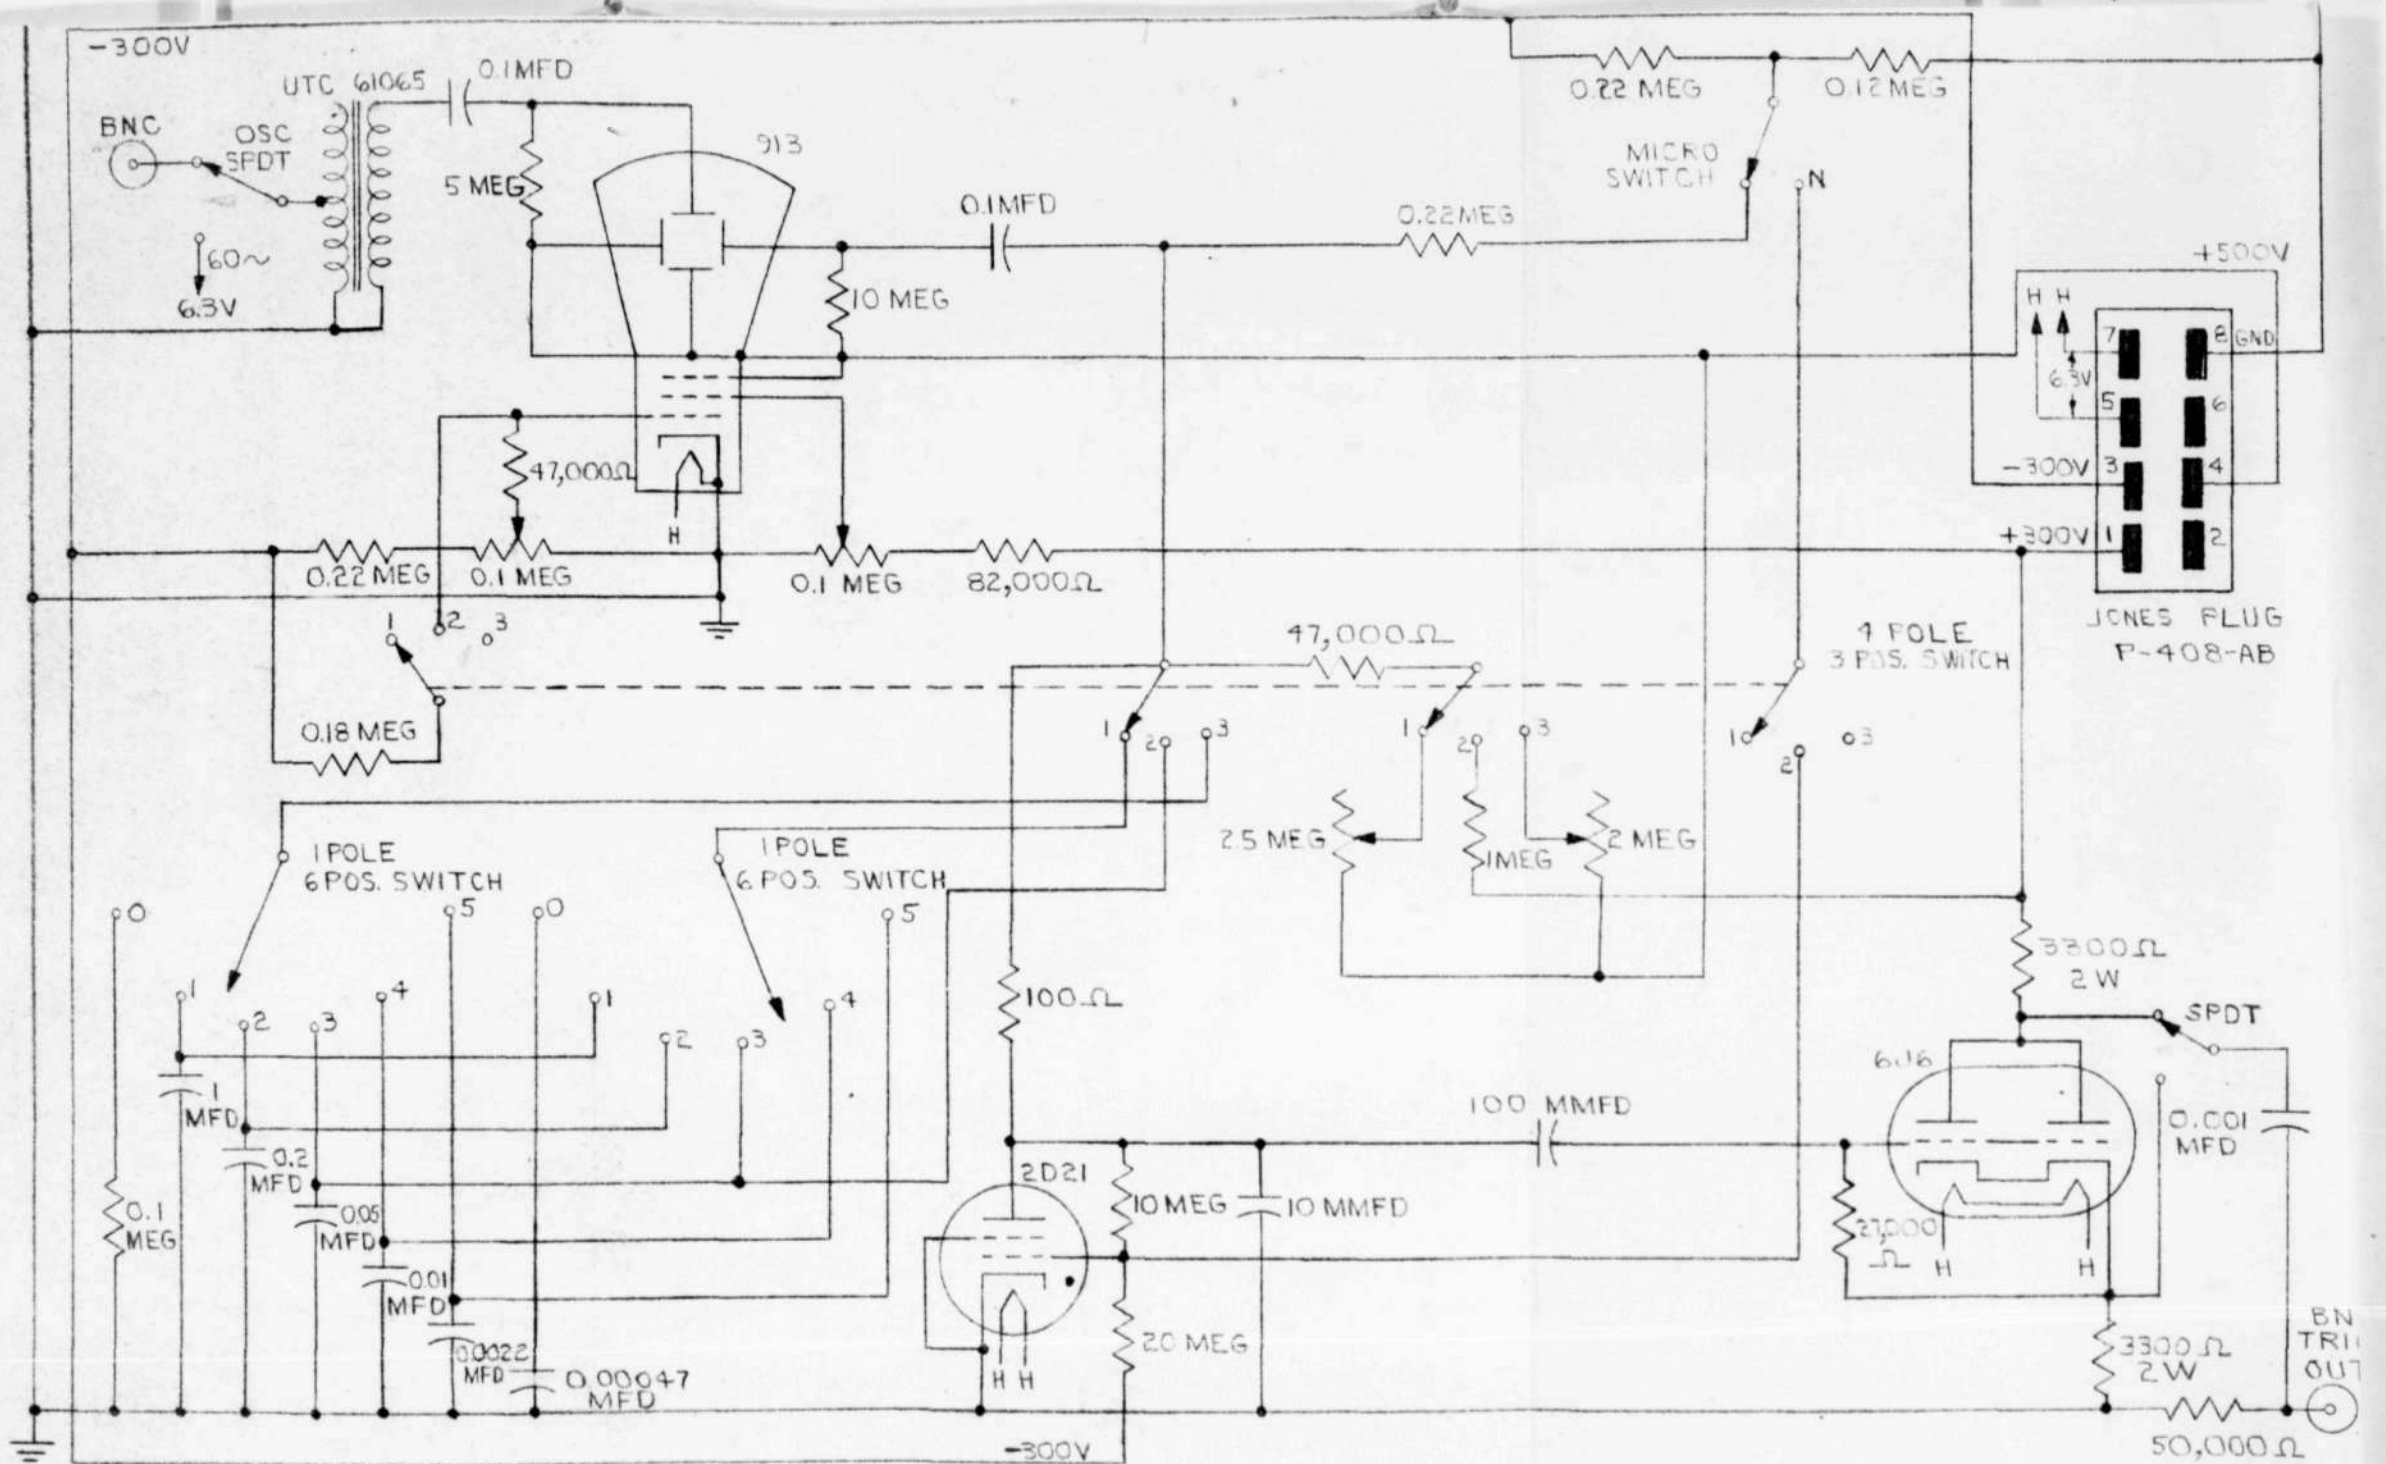 -300V
UTC 61065
0.1MFD
BNC
OSC
SPDT
60~
6.3V
5 MEG
913
0.1MFD
10 MEG
0.22 MEG
0.12MEG
MICRO
SWITCH
N
0.22MEG
+500V
H H
7
8 GND
6.3V
5
6
-300V 3
4
+300V 1
2
JONES PLUG
P-408-AB
47,000Ω
H
0.22 MEG
0.1 MEG
0.1 MEG
82,000Ω
1
2
3
0.18 MEG
47,000Ω
4 POLE
3 POS. SWITCH
1
2
3
1
2
3
1
2
3
25 MEG
1MEG
2 MEG
1 POLE
6 POS. SWITCH
1 POLE
6 POS. SWITCH
0
1
2
3
4
5
0
1
2
3
4
5
1
MFD
0.2
MFD
0.05
MFD
0.01
MFD
0.0022
MFD
0.00047
MFD
0.1
MEG
100Ω
2D21
10 MEG
10 MMFD
20 MEG
H H
-300V
100 MMFD
3300Ω
2 W
SPDT
6J6
0.001
MFD
27,000
Ω
H
H
3300Ω
2W
50,000Ω
BN
TRI
OUT